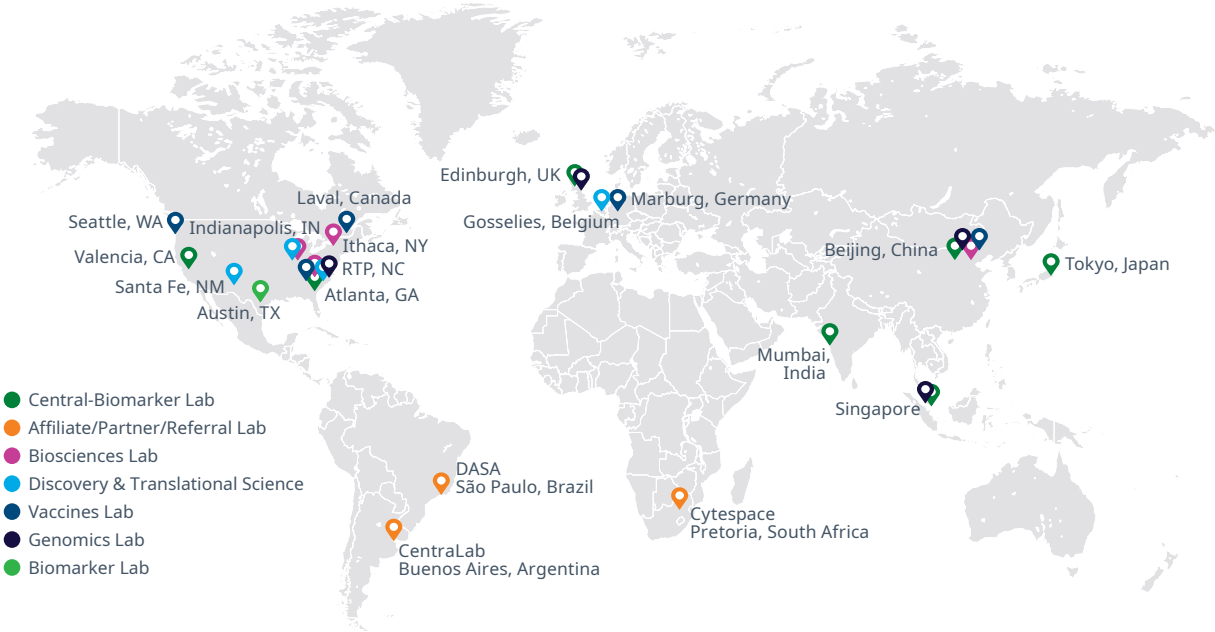 Edinburgh, UK
Laval, Canada
Marburg, Germany
Seattle, WA
Indianapolis, IN
Gosselies, Belgium
Ithaca, NY
Beijing, China
Valencia, CA
RTP, NC
Tokyo, Japan
Santa Fe, NM
Atlanta, GA
Austin, TX
Mumbai,
India
Singapore
Central-Biomarker Lab
Affiliate/Partner/Referral Lab
Biosciences Lab
Discovery & Translational Science
Vaccines Lab
Genomics Lab
Biomarker Lab
DASA
São Paulo, Brazil
Cytespace
Pretoria, South Africa
CentraLab
Buenos Aires, Argentina